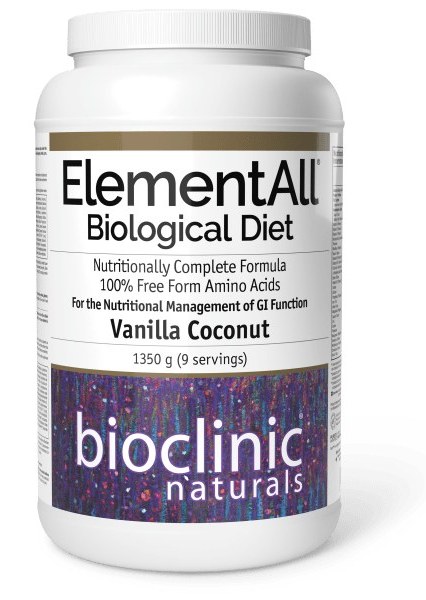 ElementAll®
Biological Diet
Nutritionally Complete Formula
100% Free Form Amino Acids
For the Nutritional Management of GI Function
Vanilla Coconut
1350 g (9 servings)
bioclinic
naturals